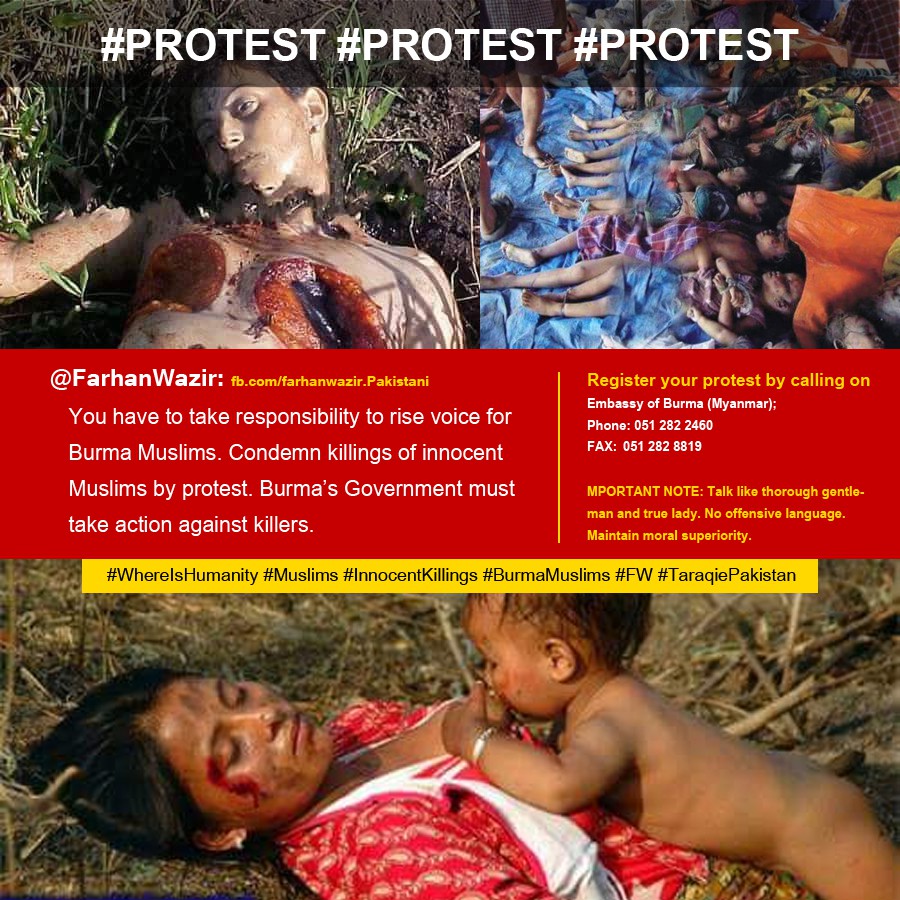 #PROTEST #PROTEST #PROTEST
@FarhanWazir: fb.com/farhanwazir.Pakistani
You have to take responsibility to rise voice for
Burma Muslims. Condemn killings of innocent
Muslims by protest. Burma’s Government must
take action against killers.
Register your protest by calling on
Embassy of Burma (Myanmar);
Phone: 051 282 2460
FAX: 051 282 8819
MPORTANT NOTE: Talk like thorough gentle-
man and true lady. No offensive language.
Maintain moral superiority.
#WhereIsHumanity #Muslims #InnocentKillings #BurmaMuslims #FW #TaraqiePakistan